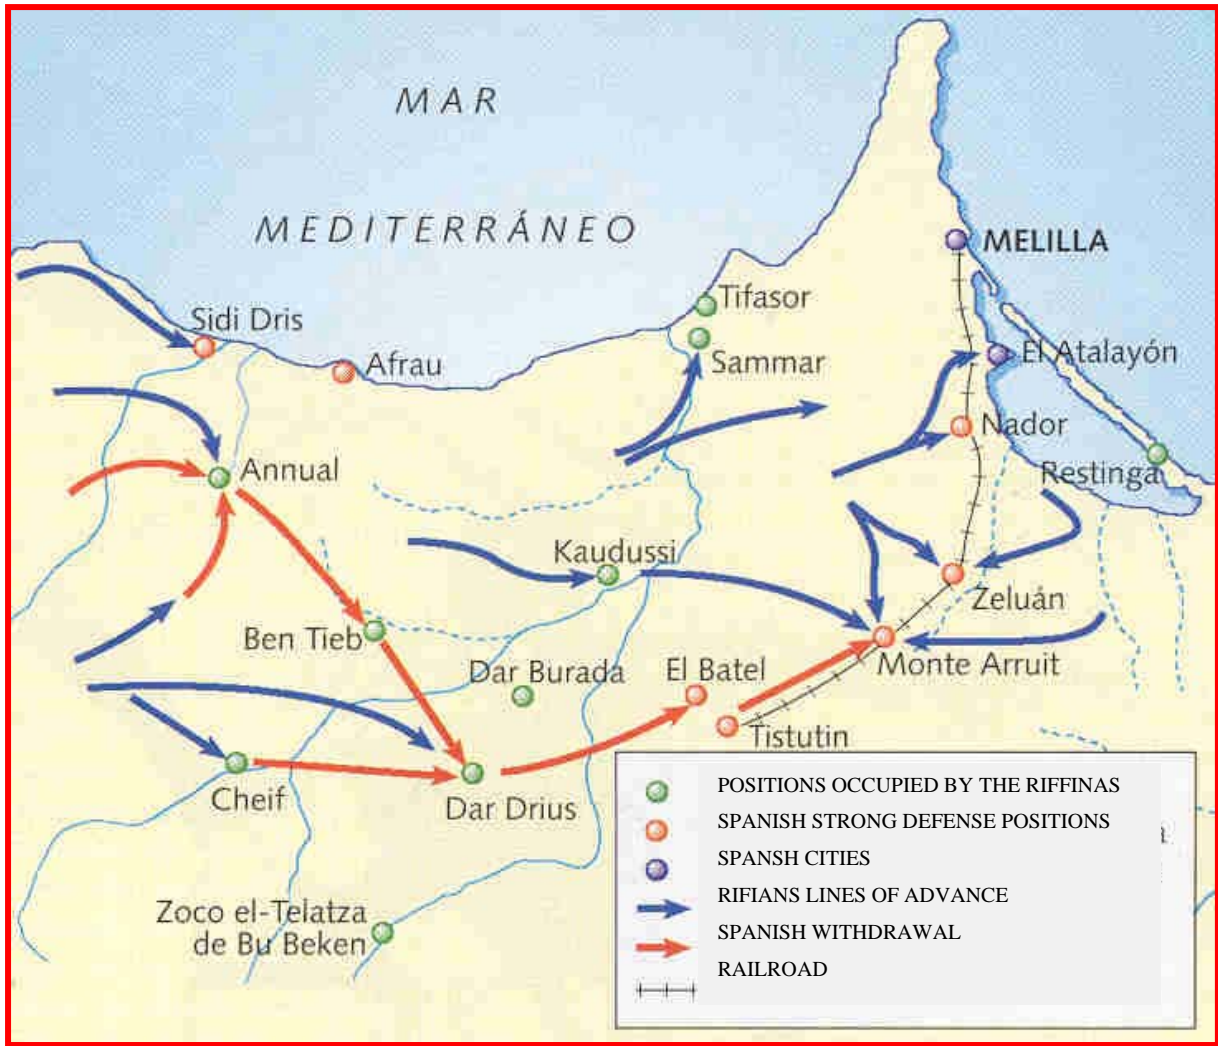 MAR
MEDITERRÁNEO
MELILLA
Tifasor
Sidi Dris
Afrau
Sammar
El Atalayón
Nador
Annual
Restinga
Kaudussi
Zeluán
Ben Tieb
Monte Arruit
Dar Burada
El Batel
Tistutin
Cheif
Dar Drius
Zoco el-Telatza
de Bu Beken
POSITIONS OCCUPIED BY THE RIFFINAS
SPANISH STRONG DEFENSE POSITIONS
SPANSH CITIES
RIFIANS LINES OF ADVANCE
SPANISH WITHDRAWAL
RAILROAD